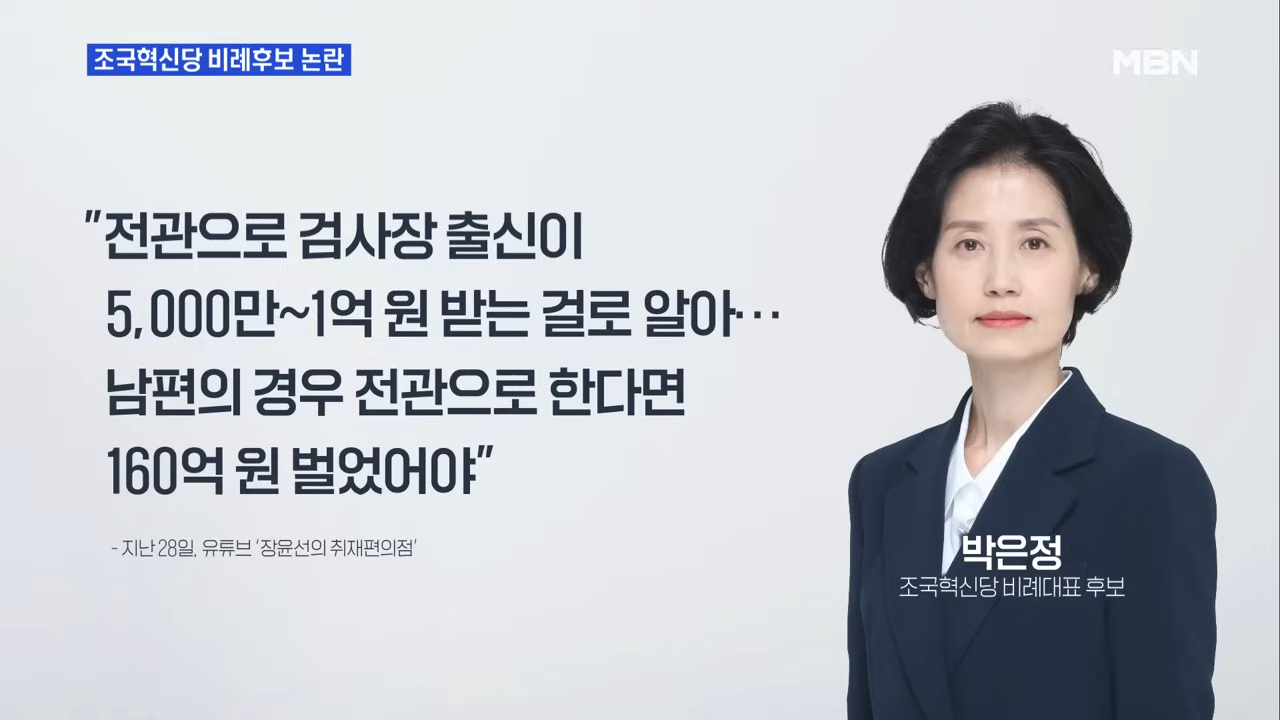 조국혁신당 비례후보 논란
MBN
"전관으로 검사장 출신이
5,000만~1억 원 받는 걸로 알아…
남편의 경우 전관으로 한다면
160억 원 벌었어야"
- 지난 28일, 유튜브 '장윤선의 취재편의점'
박은정
조국혁신당 비례대표 후보